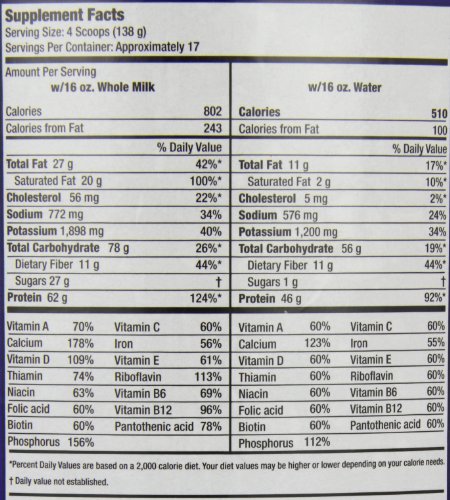 Supplement Facts
Serving Size: 4 Scoops (138 g)
Servings Per Container: Approximately 17
Amount Per Serving
w/16 oz. Whole Milk w/16 oz. Water
Calories 802 Calories 510
Calories from Fat 243 Calories from Fat 100
% Daily Value % Daily Value
Total Fat 27 g 42%* Total Fat 11 g 17%*
Saturated Fat 20 g 100%* Saturated Fat 2 g 10%*
Cholesterol 56 mg 22%* Cholesterol 5 mg 2%*
Sodium 772 mg 34% Sodium 576 mg 24%
Potassium 1,898 mg 40% Potassium 1,200 mg 34%
Total Carbohydrate 78 g 26%* Total Carbohydrate 56 g 19%*
Dietary Fiber 11 g 44%* Dietary Fiber 11 g 44%*
Sugars 27 g † Sugars 1 g †
Protein 62 g 124%* Protein 46 g 92%*
Vitamin A 70% Vitamin C 60% Vitamin A 60% Vitamin C 60%
Calcium 178% Iron 56% Calcium 123% Iron 55%
Vitamin D 109% Vitamin E 61% Vitamin D 60% Vitamin E 60%
Thiamin 74% Riboflavin 113% Thiamin 60% Riboflavin 60%
Niacin 63% Vitamin B6 69% Niacin 60% Vitamin B6 60%
Folic acid 60% Vitamin B12 96% Folic acid 60% Vitamin B12 60%
Biotin 60% Pantothenic acid 78% Biotin 60% Pantothenic acid 60%
Phosphorus 156% Phosphorus 112%
*Percent Daily Values are based on a 2,000 calorie diet. Your diet values may be higher or lower depending on your calorie needs.
† Daily value not established.